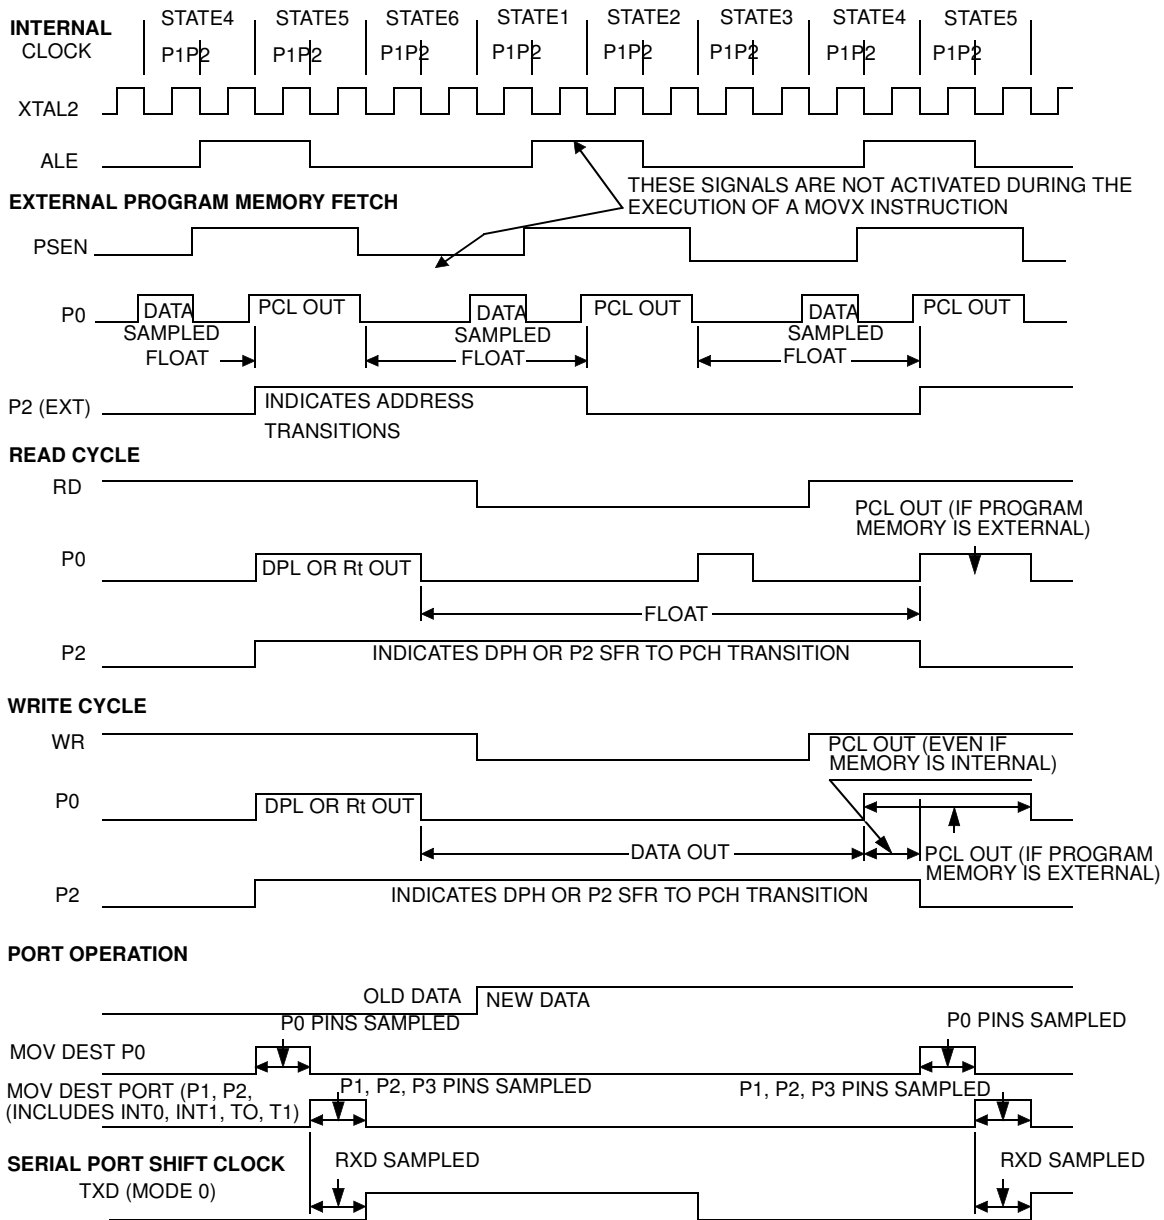 INTERNAL
CLOCK
STATE4 STATE5 STATE6 STATE1 STATE2 STATE3 STATE4 STATE5
P1P2 P1P2 P1P2 P1P2 P1P2 P1P2 P1P2 P1P2
XTAL2
ALE
THESE SIGNALS ARE NOT ACTIVATED DURING THE
EXECUTION OF A MOVX INSTRUCTION
EXTERNAL PROGRAM MEMORY FETCH
PSEN
P0
DATA PCL OUT DATA PCL OUT DATA PCL OUT
SAMPLED SAMPLED SAMPLED
FLOAT FLOAT FLOAT
P2 (EXT)
INDICATES ADDRESS
TRANSITIONS
READ CYCLE
RD
PCL OUT (IF PROGRAM
MEMORY IS EXTERNAL)
P0
DPL OR Rt OUT
FLOAT
P2
INDICATES DPH OR P2 SFR TO PCH TRANSITION
WRITE CYCLE
WR
PCL OUT (EVEN IF
MEMORY IS INTERNAL)
P0
DPL OR Rt OUT
DATA OUT
PCL OUT (IF PROGRAM
MEMORY IS EXTERNAL)
P2
INDICATES DPH OR P2 SFR TO PCH TRANSITION
PORT OPERATION
OLD DATA NEW DATA
P0 PINS SAMPLED P0 PINS SAMPLED
MOV DEST P0
MOV DEST PORT (P1, P2,
(INCLUDES INT0, INT1, TO, T1)
P1, P2, P3 PINS SAMPLED P1, P2, P3 PINS SAMPLED
SERIAL PORT SHIFT CLOCK
RXD SAMPLED RXD SAMPLED
TXD (MODE 0)